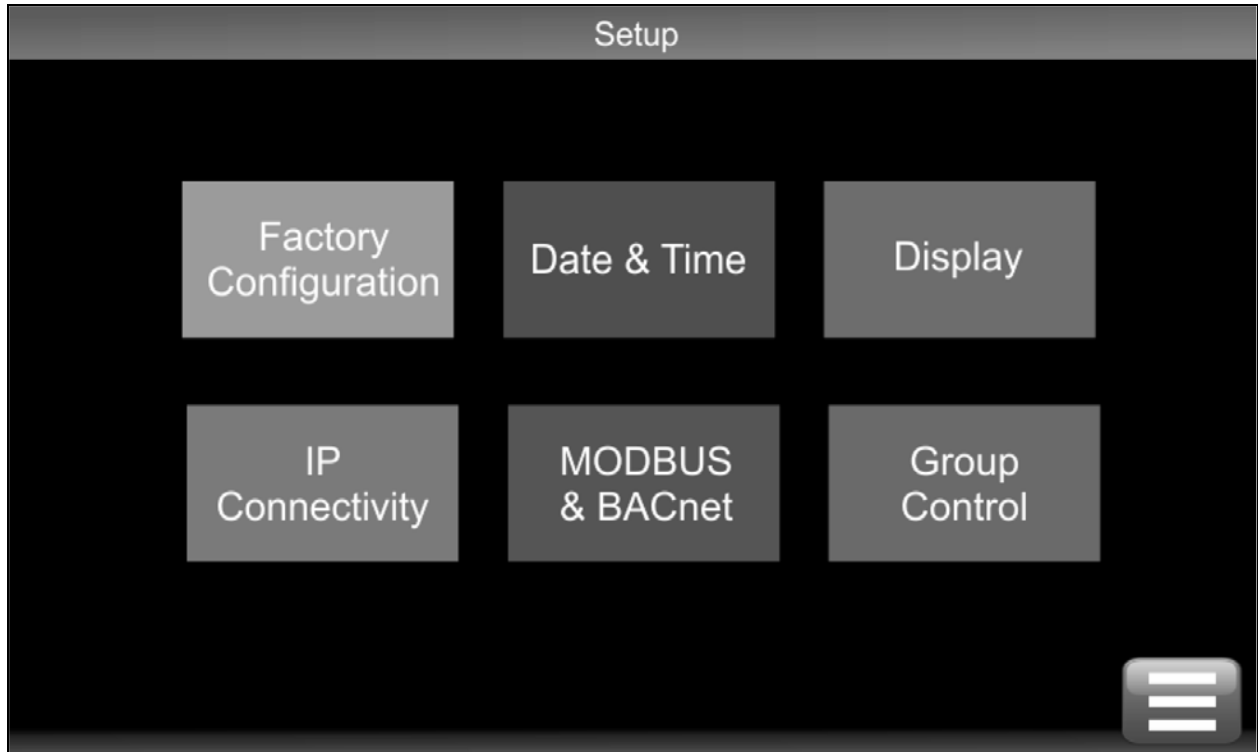 Setup
Factory
Configuration
Date & Time
Display
IP
Connectivity
MODBUS
& BACnet
Group
Control